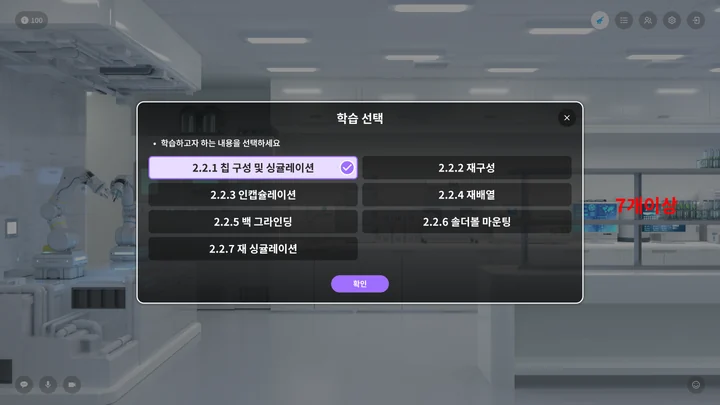 100
학습 선택
• 학습하고자 하는 내용을 선택하세요
2.2.1 칩 구성 및 싱귤레이션
2.2.2 재구성
2.2.3 인캡슐레이션
2.2.4 재배열
2.2.5 백 그라인딩
2.2.6 솔더볼 마운팅
2.2.7 재 싱귤레이션
7개이상
확인